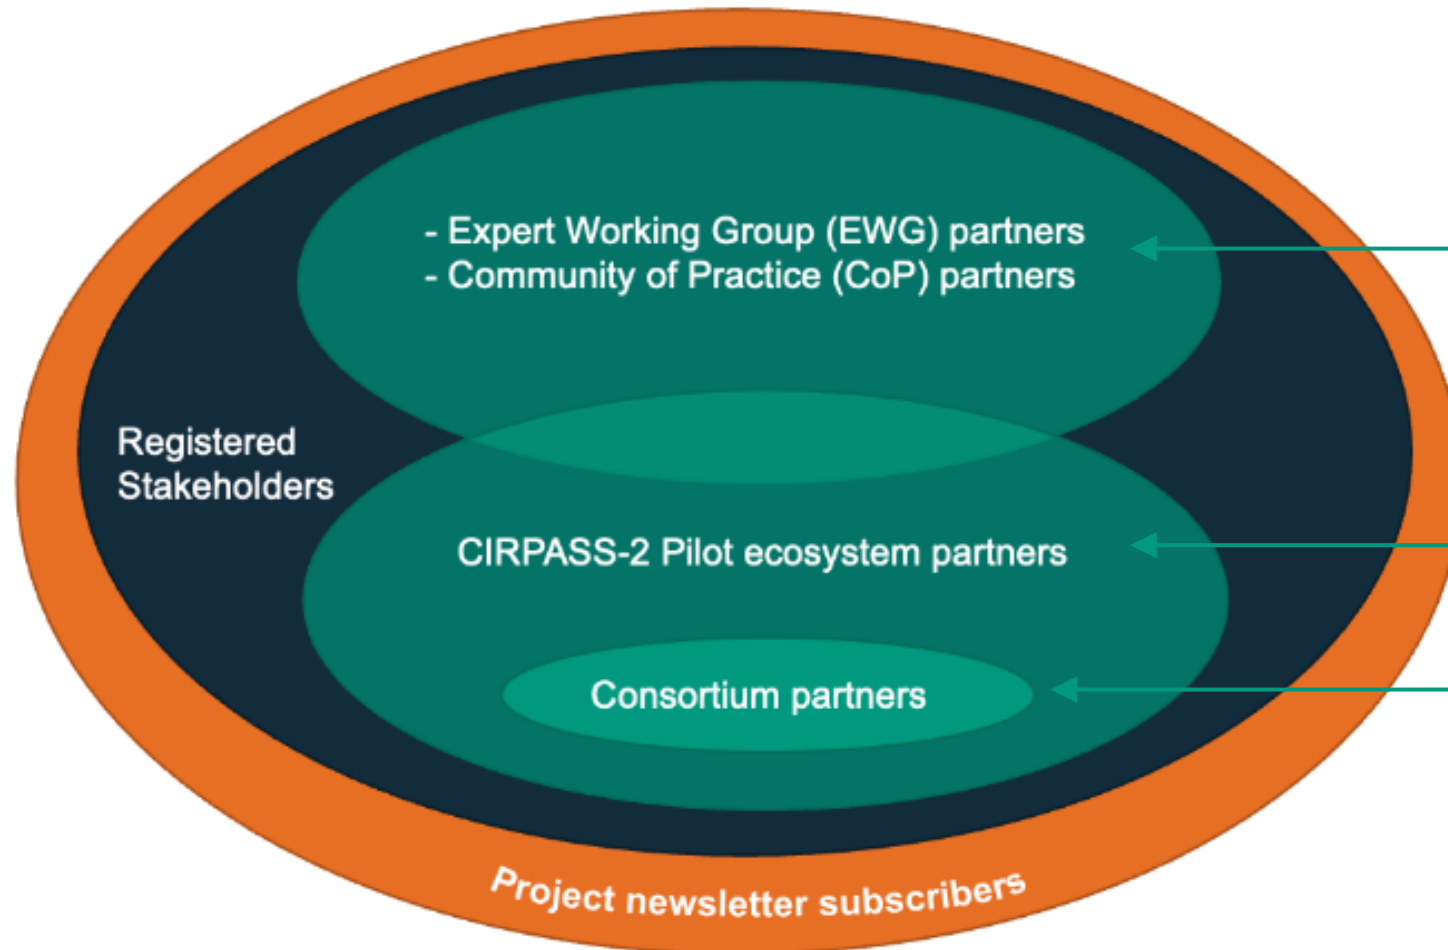 - Expert Working Group (EWG) partners
- Community of Practice (CoP) partners
Registered
Stakeholders
CIRPASS-2 Pilot ecosystem partners
Consortium partners
Project newsletter subscribers